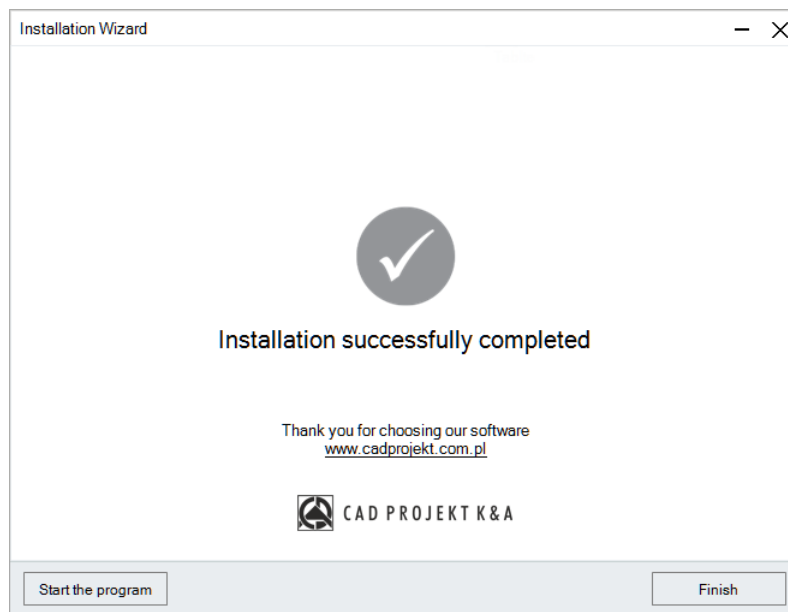 Installation Wizard
Installation successfully completed
Thank you for choosing our software
www.cadprojekt.com.pl
CAD PROJEKT K&A
Start the program
Finish